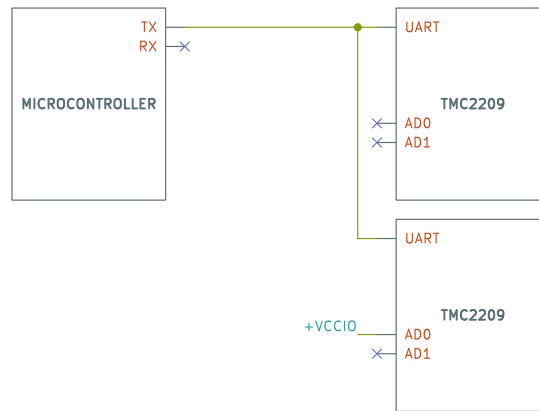 TX
RX
MICROCONTROLLER
UART
TMC2209
AD0
AD1
UART
TMC2209
+VCCIO
AD0
AD1